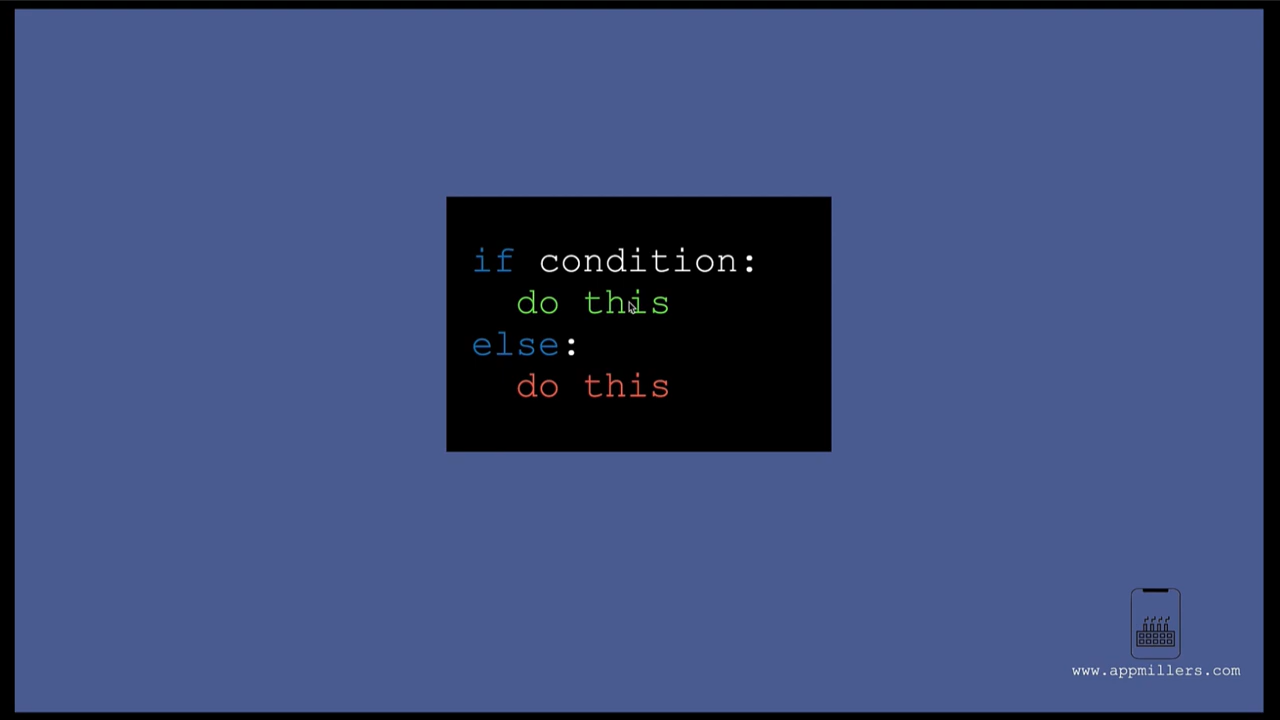 if condition:
  do this
else:
  do this
www.appmillers.com